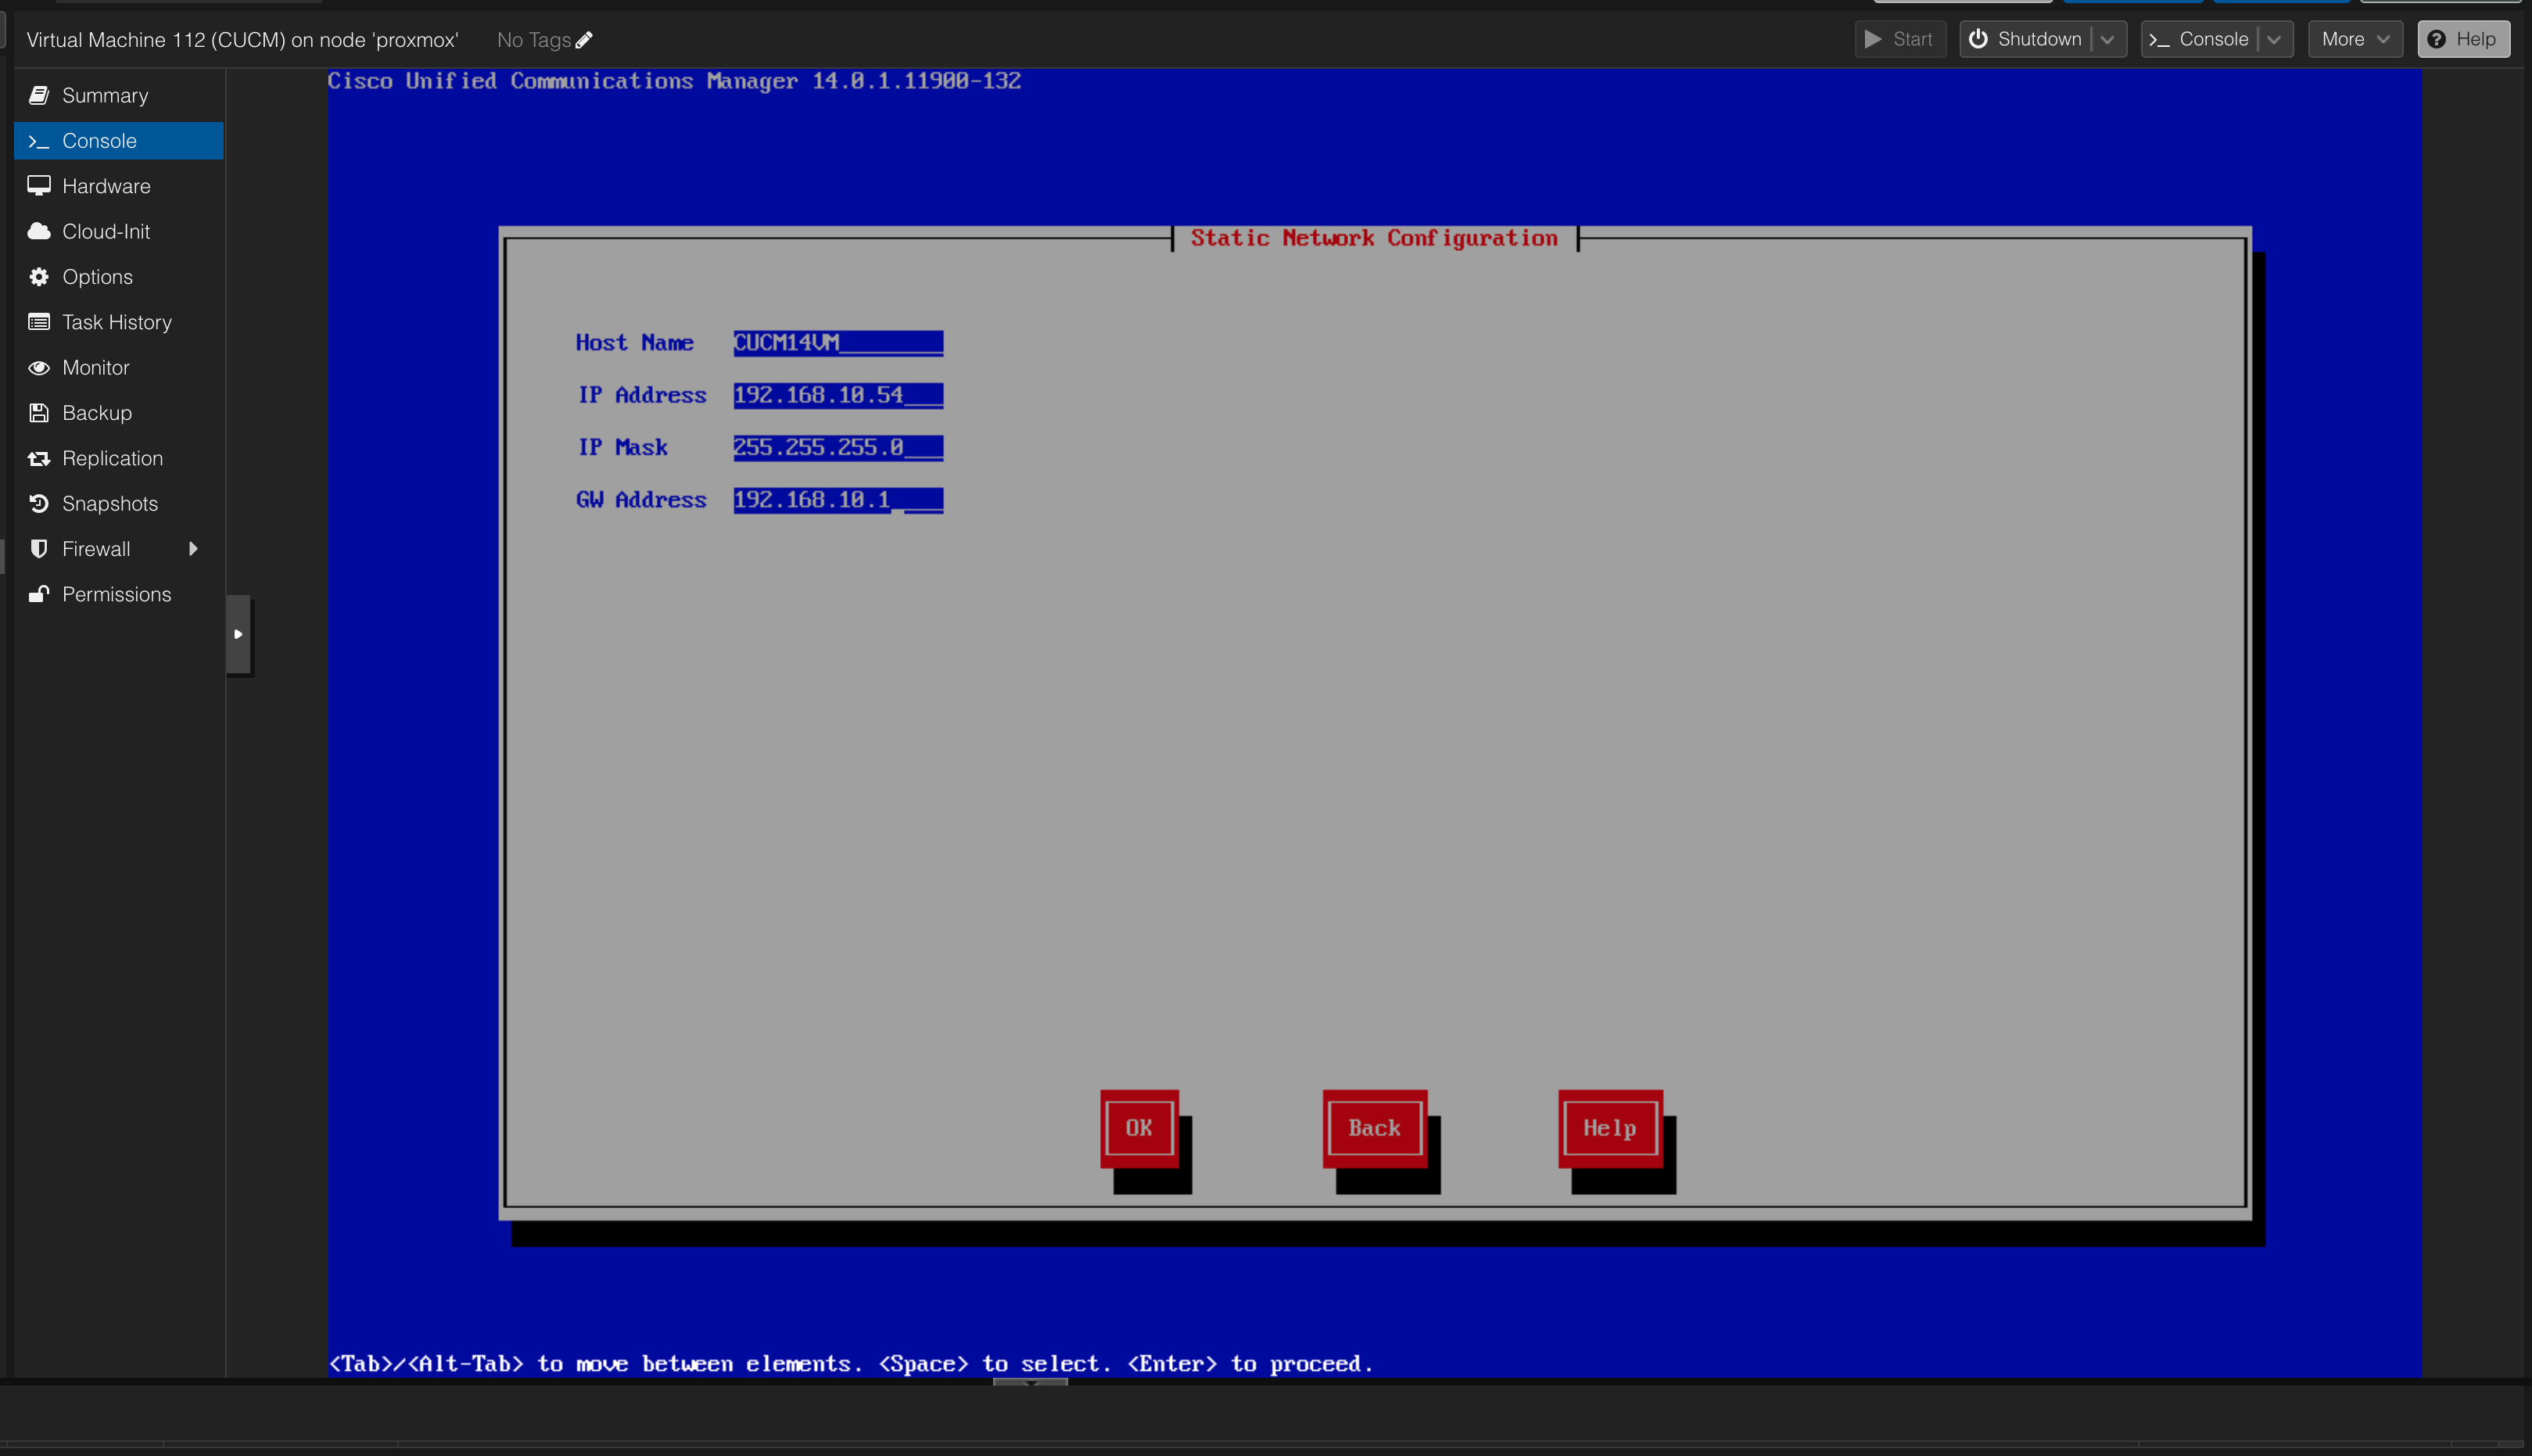 Virtual Machine 112 (CUCM) on node 'proxmox' No Tags Start Shutdown Console More Help
Summary
Console
Hardware
Cloud-Init
Options
Task History
Monitor
Backup
Replication
Snapshots
Firewall
Permissions
Cisco Unified Communications Manager 14.0.1.11900-132
Static Network Configuration
Host Name CUCM14VM
IP Address 192.168.10.54
IP Mask 255.255.255.0
GW Address 192.168.10.1
OK Back Help
<Tab>/<Alt-Tab> to move between elements. <Space> to select. <Enter> to proceed.